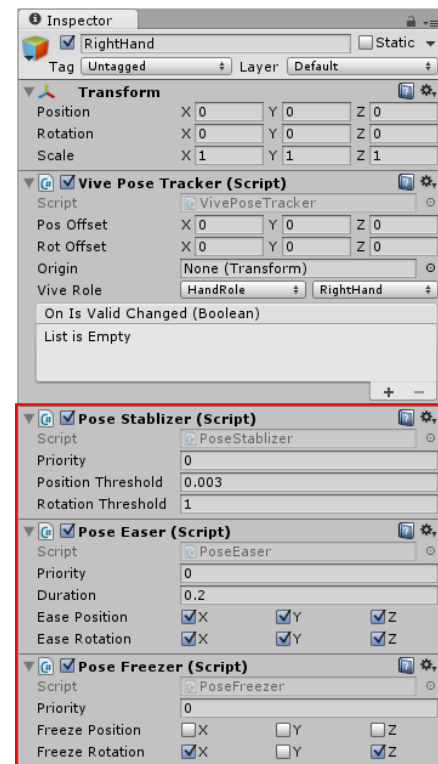 Inspector
RightHand Static
Tag Untagged Layer Default
Transform
Position X 0 Y 0 Z 0
Rotation X 0 Y 0 Z 0
Scale X 1 Y 1 Z 1
Vive Pose Tracker (Script)
Script VivePoseTracker
Pos Offset X 0 Y 0 Z 0
Rot Offset X 0 Y 0 Z 0
Origin None (Transform)
Vive Role HandRole RightHand
On Is Valid Changed (Boolean)
List is Empty
+ −
Pose Stablizer (Script)
Script PoseStablizer
Priority 0
Position Threshold 0.003
Rotation Threshold 1
Pose Easer (Script)
Script PoseEaser
Priority 0
Duration 0.2
Ease Position X Y Z
Ease Rotation X Y Z
Pose Freezer (Script)
Script PoseFreezer
Priority 0
Freeze Position X Y Z
Freeze Rotation X Y Z